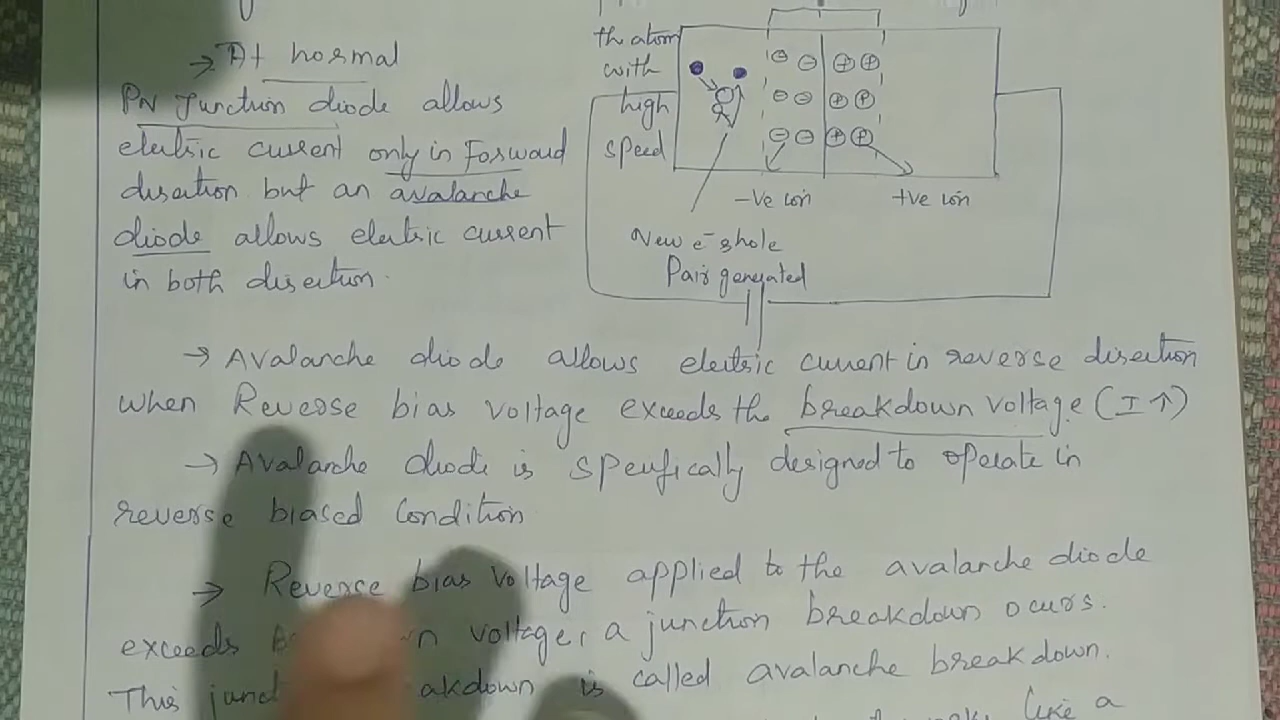 → At normal
PN Junction diode allows
electric current only in Forward
direction but an avalanche
diode allows electric current
in both direction.
th atom
with
high
speed
-Ve ion
+ve ion
New e- & hole
Pair generated
→ Avalanche diode allows electric current in reverse direction
when Reverse bias voltage exceeds the breakdown voltage (I ↑)
→ Avalanche diode is specifically designed to operate in
reverse biased condition
→ Reverse bias voltage applied to the avalanche diode
exceeds voltage, a junction breakdown ocurs.
This is called avalanche breakdown.
like a